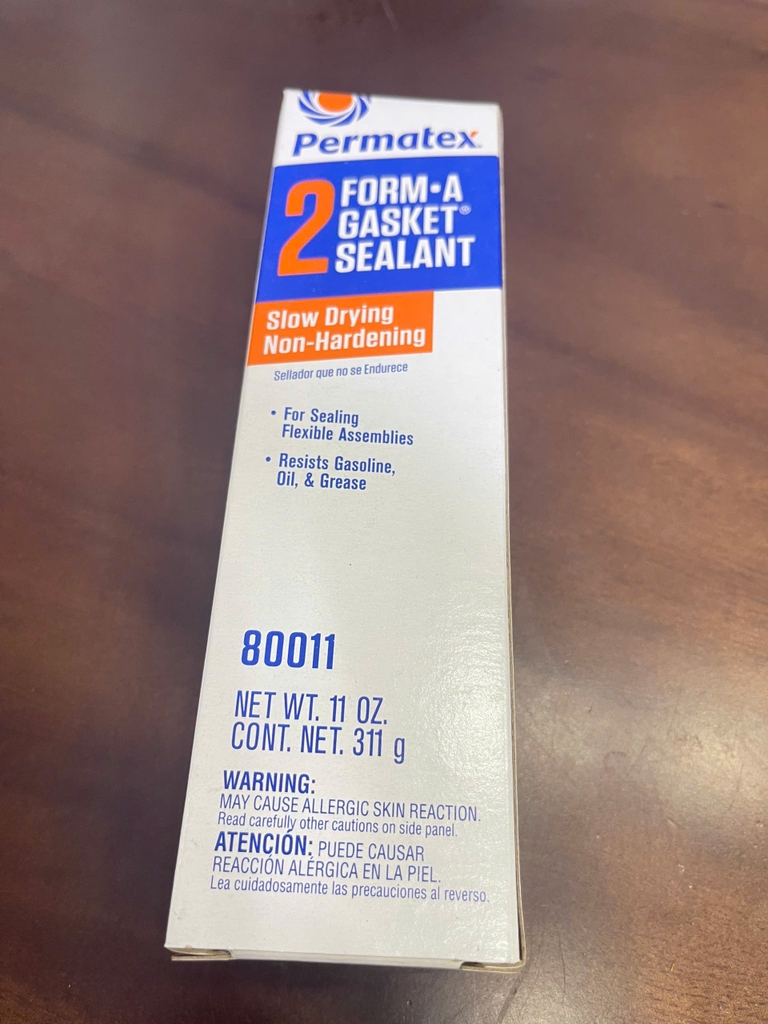 Permatex
2 FORM•A
GASKET®
SEALANT
Slow Drying
Non-Hardening
Sellador que no se Endurece
• For Sealing
Flexible Assemblies
• Resists Gasoline,
Oil, & Grease
80011
NET WT. 11 OZ.
CONT. NET. 311 g
WARNING:
MAY CAUSE ALLERGIC SKIN REACTION.
Read carefully other cautions on side panel.
ATENCIÓN: PUEDE CAUSAR
REACCIÓN ALÉRGICA EN LA PIEL.
Lea cuidadosamente las precauciones al reverso.